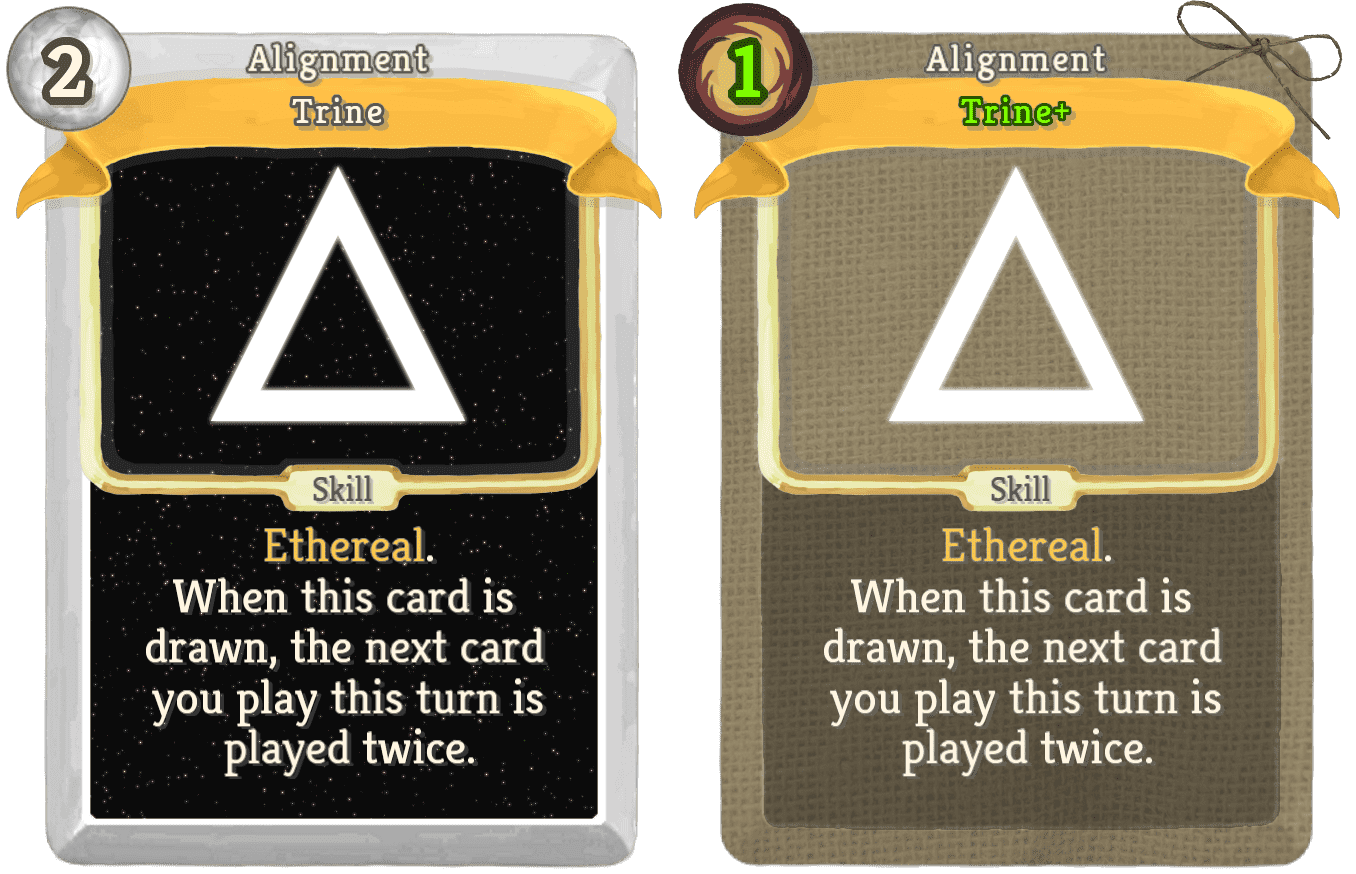 2
Alignment
Trine
Skill
Ethereal.
When this card is
drawn, the next card
you play this turn is
played twice.
1
Alignment
Trine+
Skill
Ethereal.
When this card is
drawn, the next card
you play this turn is
played twice.